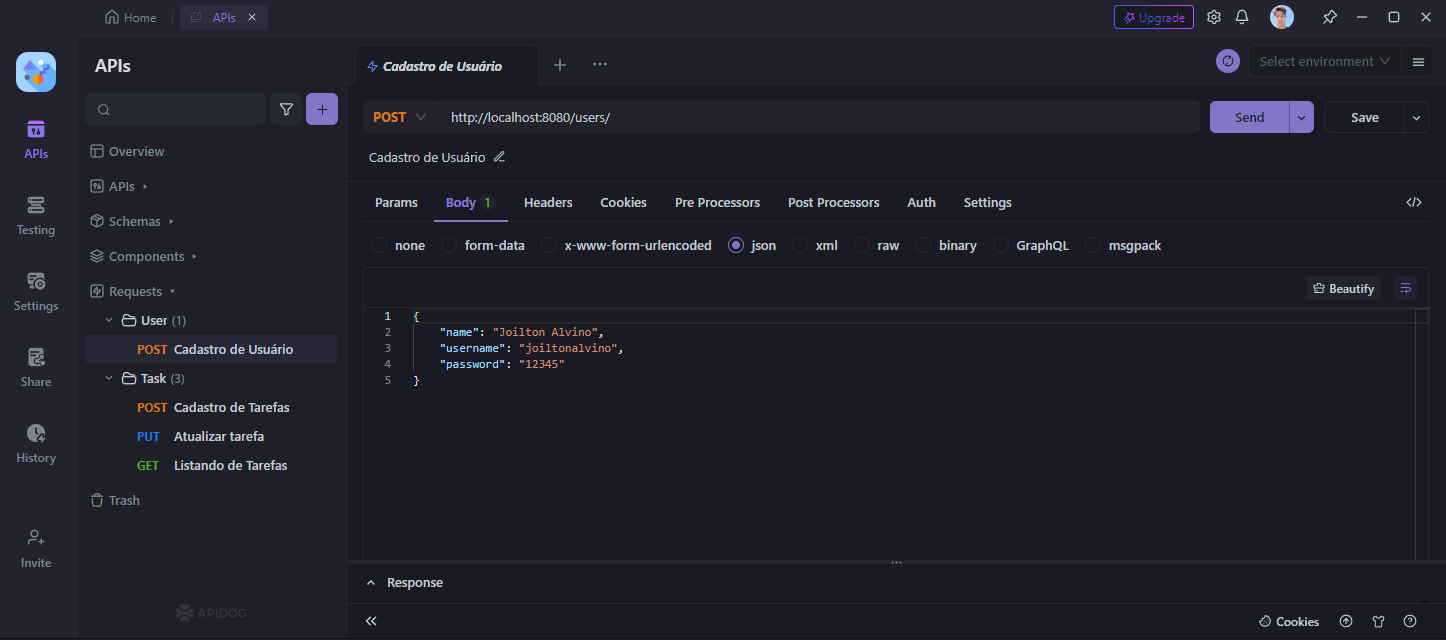 Home
APIs
Upgrade
APIs
Cadastro de Usuário
Select environment
POST
http://localhost:8080/users/
Send
Save
Cadastro de Usuário
Params
Body 1
Headers
Cookies
Pre Processors
Post Processors
Auth
Settings
none
form-data
x-www-form-urlencoded
json
xml
raw
binary
GraphQL
msgpack
Beautify
1 {
2 "name": "Joilton Alvino",
3 "username": "joiltonalvino",
4 "password": "12345"
5 }
Response
Cookies
APIs
Testing
Settings
Share
History
Invite
Overview
APIs
Schemas
Components
Requests
User (1)
POST Cadastro de Usuário
Task (3)
POST Cadastro de Tarefas
PUT Atualizar tarefa
GET Listando de Tarefas
Trash
APIDOG